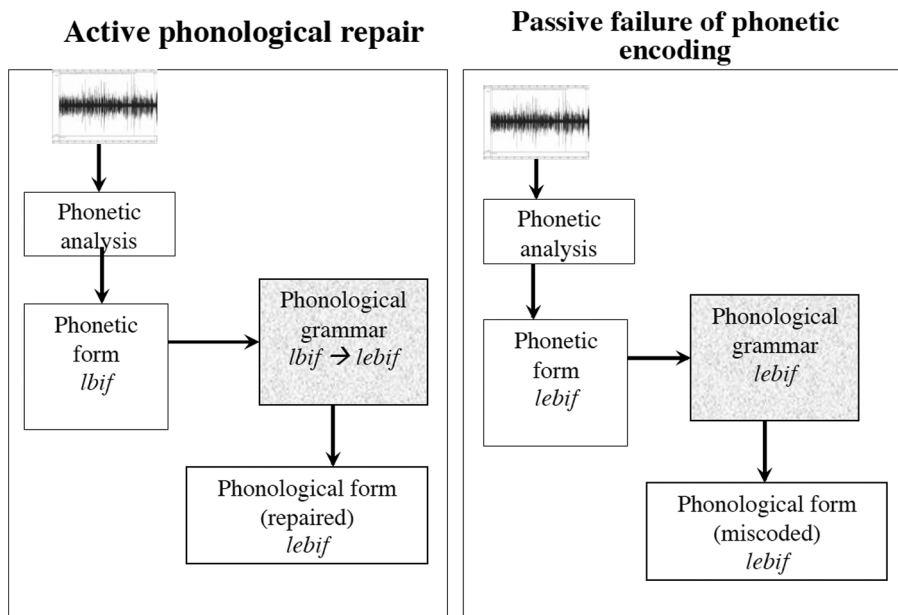 Active phonological repair
Phonetic
analysis
Phonetic
form
lbif
Phonological
grammar
lbif → lebif
Phonological form
(repaired)
lebif
Passive failure of phonetic
encoding
Phonetic
analysis
Phonetic
form
lebif
Phonological
grammar
lebif
Phonological form
(miscoded)
lebif